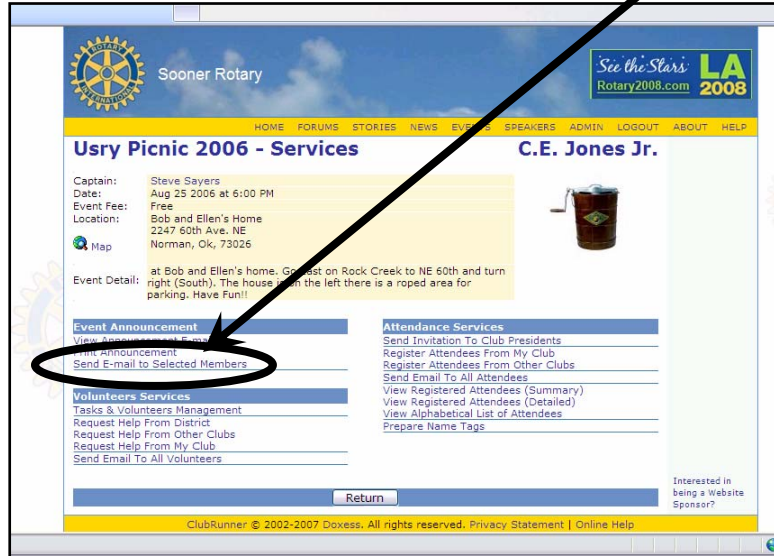 ROTARY
INTERNATIONAL
Sooner Rotary
See the Stars LA
Rotary2008.com 2008
HOME FORUMS STORIES NEWS EVENTS SPEAKERS ADMIN LOGOUT ABOUT HELP
Usry Picnic 2006 - Services C.E. Jones Jr.
Captain: Steve Sayers
Date: Aug 25 2006 at 6:00 PM
Event Fee: Free
Location: Bob and Ellen's Home
2247 60th Ave. NE
Map Norman, Ok, 73026
at Bob and Ellen's home. Go East on Rock Creek to NE 60th and turn
Event Detail: right (South). The house is on the left there is a roped area for
parking. Have Fun!!
Event Announcement
View Announcement E-mail
Print Announcement
Send E-mail to Selected Members
Volunteers Services
Tasks & Volunteers Management
Request Help From District
Request Help From Other Clubs
Request Help From My Club
Send Email To All Volunteers
Attendance Services
Send Invitation To Club Presidents
Register Attendees From My Club
Register Attendees From Other Clubs
Send Email To All Attendees
View Registered Attendees (Summary)
View Registered Attendees (Detailed)
View Alphabetical List of Attendees
Prepare Name Tags
Return
Interested in
being a Website
Sponsor?
ClubRunner © 2002-2007 Doxess. All rights reserved. Privacy Statement | Online Help